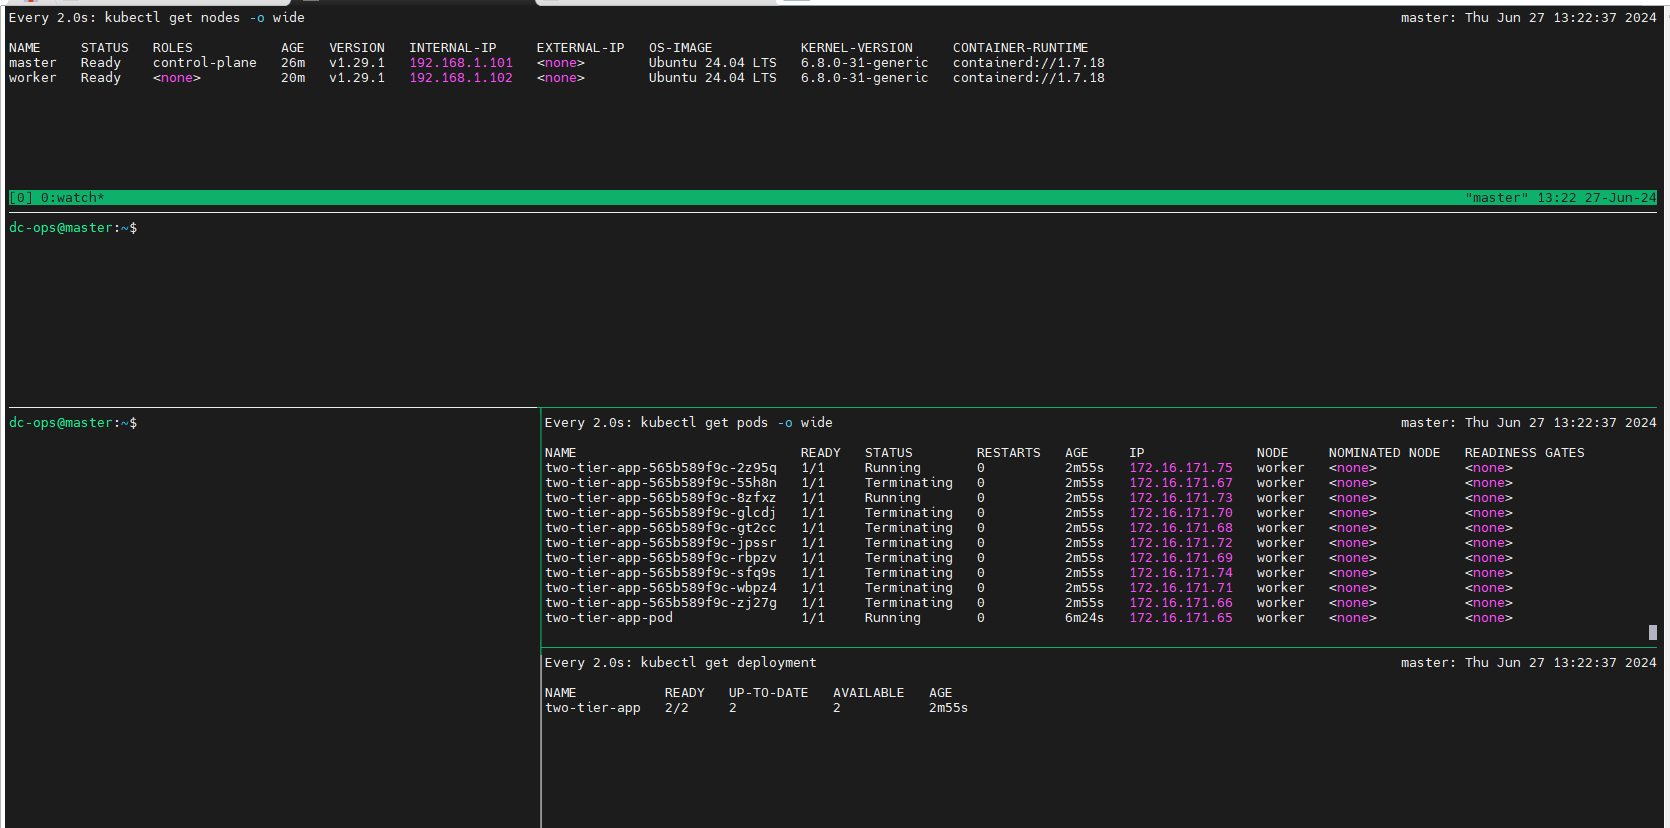 Every 2.0s: kubectl get nodes -o wide master: Thu Jun 27 13:22:37 2024
NAME STATUS ROLES AGE VERSION INTERNAL-IP EXTERNAL-IP OS-IMAGE KERNEL-VERSION CONTAINER-RUNTIME
master Ready control-plane 26m v1.29.1 192.168.1.101 <none> Ubuntu 24.04 LTS 6.8.0-31-generic containerd://1.7.18
worker Ready <none> 20m v1.29.1 192.168.1.102 <none> Ubuntu 24.04 LTS 6.8.0-31-generic containerd://1.7.18
[0] 0:watch* "master" 13:22 27-Jun-24
dc-ops@master:~$
dc-ops@master:~$
Every 2.0s: kubectl get pods -o wide master: Thu Jun 27 13:22:37 2024
NAME READY STATUS RESTARTS AGE IP NODE NOMINATED NODE READINESS GATES
two-tier-app-565b589f9c-2z95q 1/1 Running 0 2m55s 172.16.171.75 worker <none> <none>
two-tier-app-565b589f9c-55h8n 1/1 Terminating 0 2m55s 172.16.171.67 worker <none> <none>
two-tier-app-565b589f9c-8zfxz 1/1 Running 0 2m55s 172.16.171.73 worker <none> <none>
two-tier-app-565b589f9c-glcdj 1/1 Terminating 0 2m55s 172.16.171.70 worker <none> <none>
two-tier-app-565b589f9c-gt2cc 1/1 Terminating 0 2m55s 172.16.171.68 worker <none> <none>
two-tier-app-565b589f9c-jpssr 1/1 Terminating 0 2m55s 172.16.171.72 worker <none> <none>
two-tier-app-565b589f9c-rbpzv 1/1 Terminating 0 2m55s 172.16.171.69 worker <none> <none>
two-tier-app-565b589f9c-sfq9s 1/1 Terminating 0 2m55s 172.16.171.74 worker <none> <none>
two-tier-app-565b589f9c-wbpz4 1/1 Terminating 0 2m55s 172.16.171.71 worker <none> <none>
two-tier-app-565b589f9c-zj27g 1/1 Terminating 0 2m55s 172.16.171.66 worker <none> <none>
two-tier-app-pod 1/1 Running 0 6m24s 172.16.171.65 worker <none> <none>
Every 2.0s: kubectl get deployment master: Thu Jun 27 13:22:37 2024
NAME READY UP-TO-DATE AVAILABLE AGE
two-tier-app 2/2 2 2 2m55s